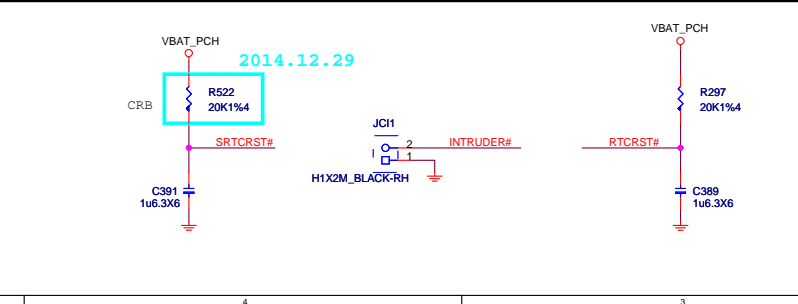 VBAT_PCH
2014.12.29
CRB
R522
20K1%4
SRTCRST#
C391
1u6.3X6
JCI1
2
1
INTRUDER#
H1X2M_BLACK-RH
VBAT_PCH
R297
20K1%4
RTCRST#
C389
1u6.3X6
4
3